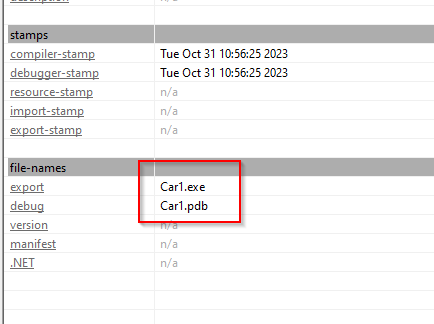 stamps
compiler-stamp Tue Oct 31 10:56:25 2023
debugger-stamp Tue Oct 31 10:56:25 2023
resource-stamp n/a
import-stamp n/a
export-stamp n/a
file-names
export Car1.exe
debug Car1.pdb
version n/a
manifest n/a
.NET n/a